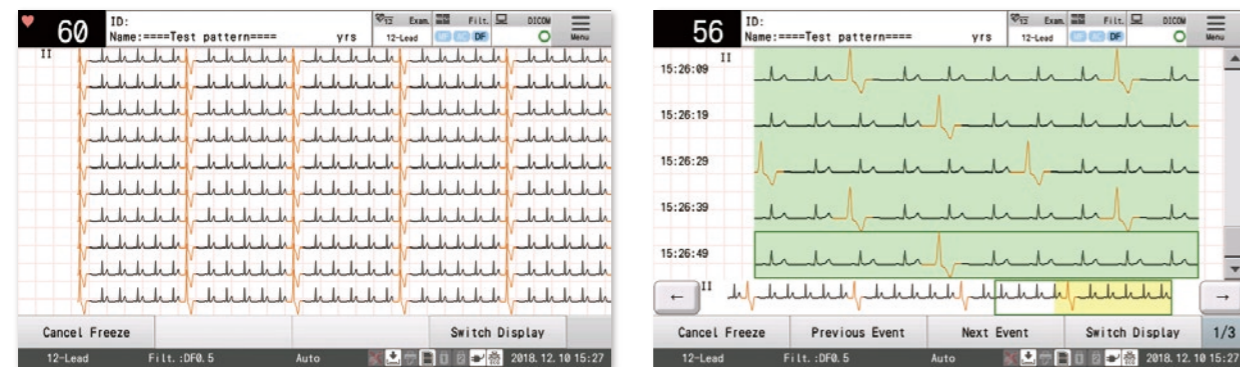 60
ID:
Name:====Test pattern==== yrs
12 Exam. Filt. DICOM
12-Lead DF Menu
II
Cancel Freeze Switch Display
12-Lead Filt.:DF0.5 Auto 2018.12.10 15:27
56
ID:
Name:====Test pattern==== yrs
12 Exam. Filt. DICOM
12-Lead DF Menu
II
15:26:09
15:26:19
15:26:29
15:26:39
15:26:49
← II →
Cancel Freeze Previous Event Next Event Switch Display 1/3
12-Lead Filt.:DF0.5 Auto 2018.12.10 15:27